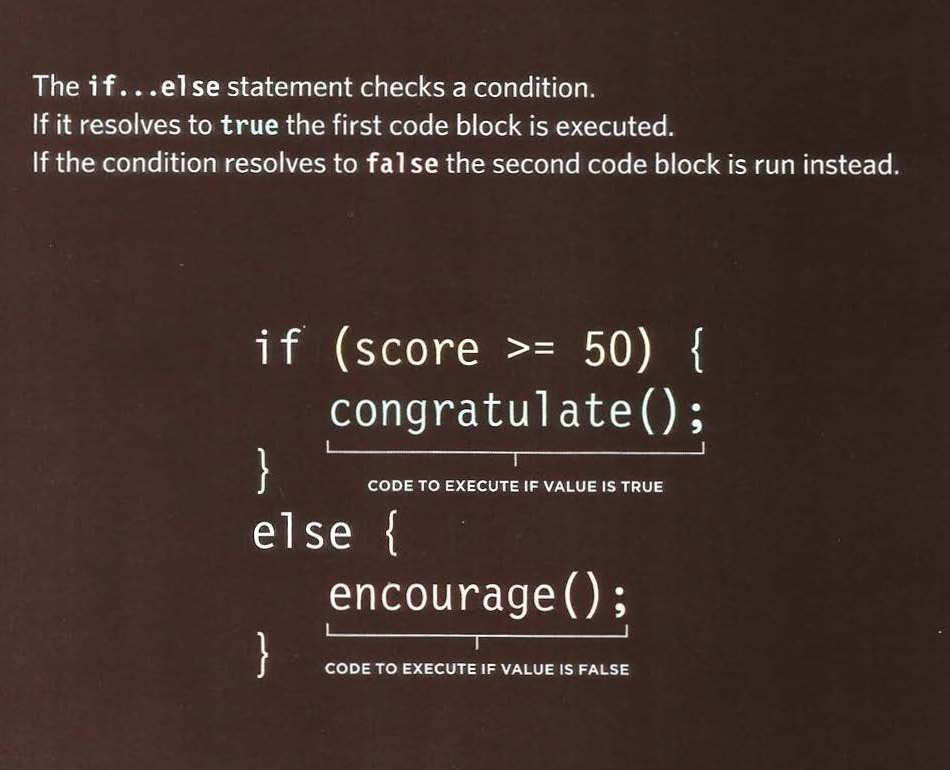 The if...else statement checks a condition.
If it resolves to true the first code block is executed.
If the condition resolves to false the second code block is run instead.
if (score >= 50) {
congratulate();
}
CODE TO EXECUTE IF VALUE IS TRUE
else {
encourage();
}
CODE TO EXECUTE IF VALUE IS FALSE